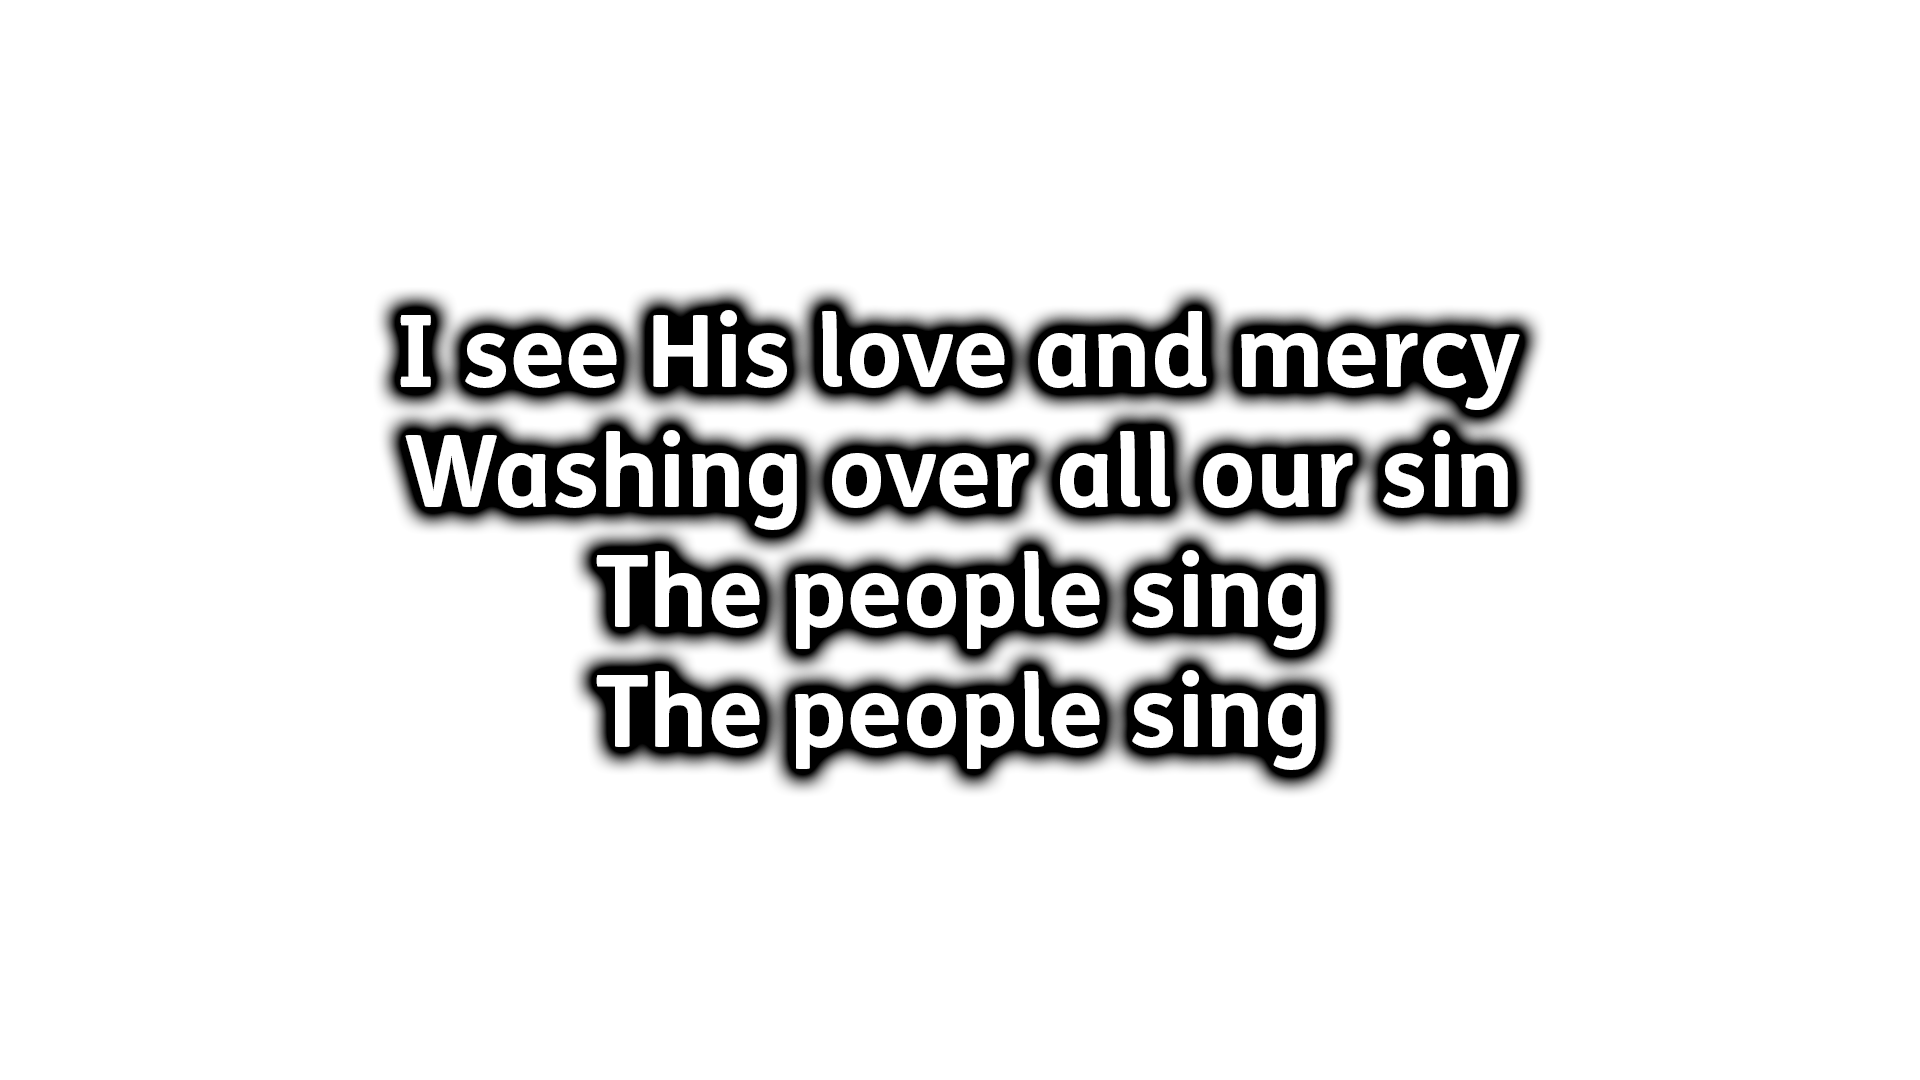 I see His love and mercy
Washing over all our sin
The people sing
The people sing